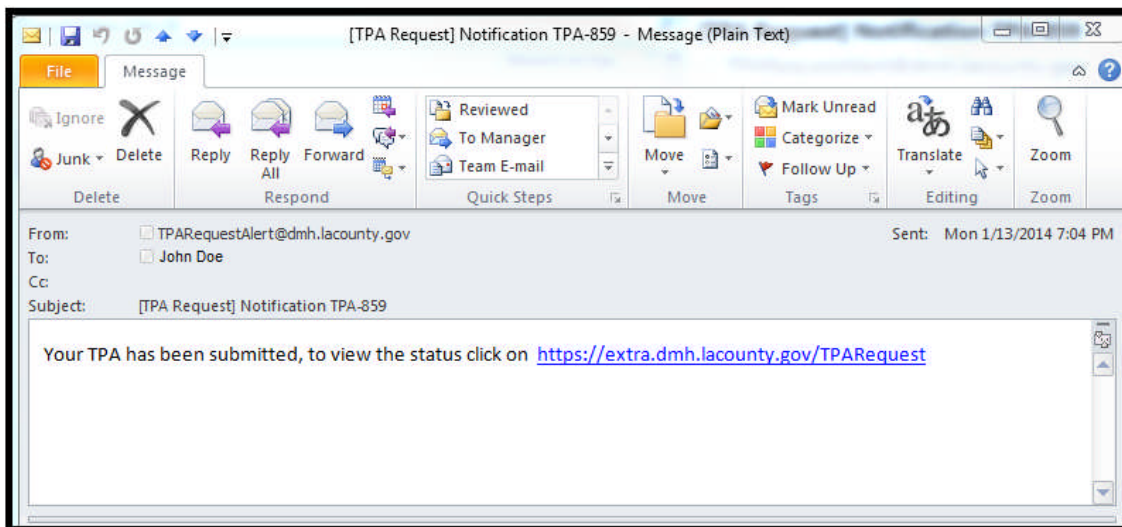 [TPA Request] Notification TPA-859 - Message (Plain Text)
File Message
Ignore
Junk
Delete
Reply
Reply All
Forward
Reviewed
To Manager
Team E-mail
Move
Mark Unread
Categorize
Follow Up
Translate
Zoom
Delete Respond Quick Steps Move Tags Editing Zoom
From: TPARequestAlert@dmh.lacounty.gov Sent: Mon 1/13/2014 7:04 PM
To: John Doe
Cc:
Subject: [TPA Request] Notification TPA-859
Your TPA has been submitted, to view the status click on https://extra.dmh.lacounty.gov/TPARequest